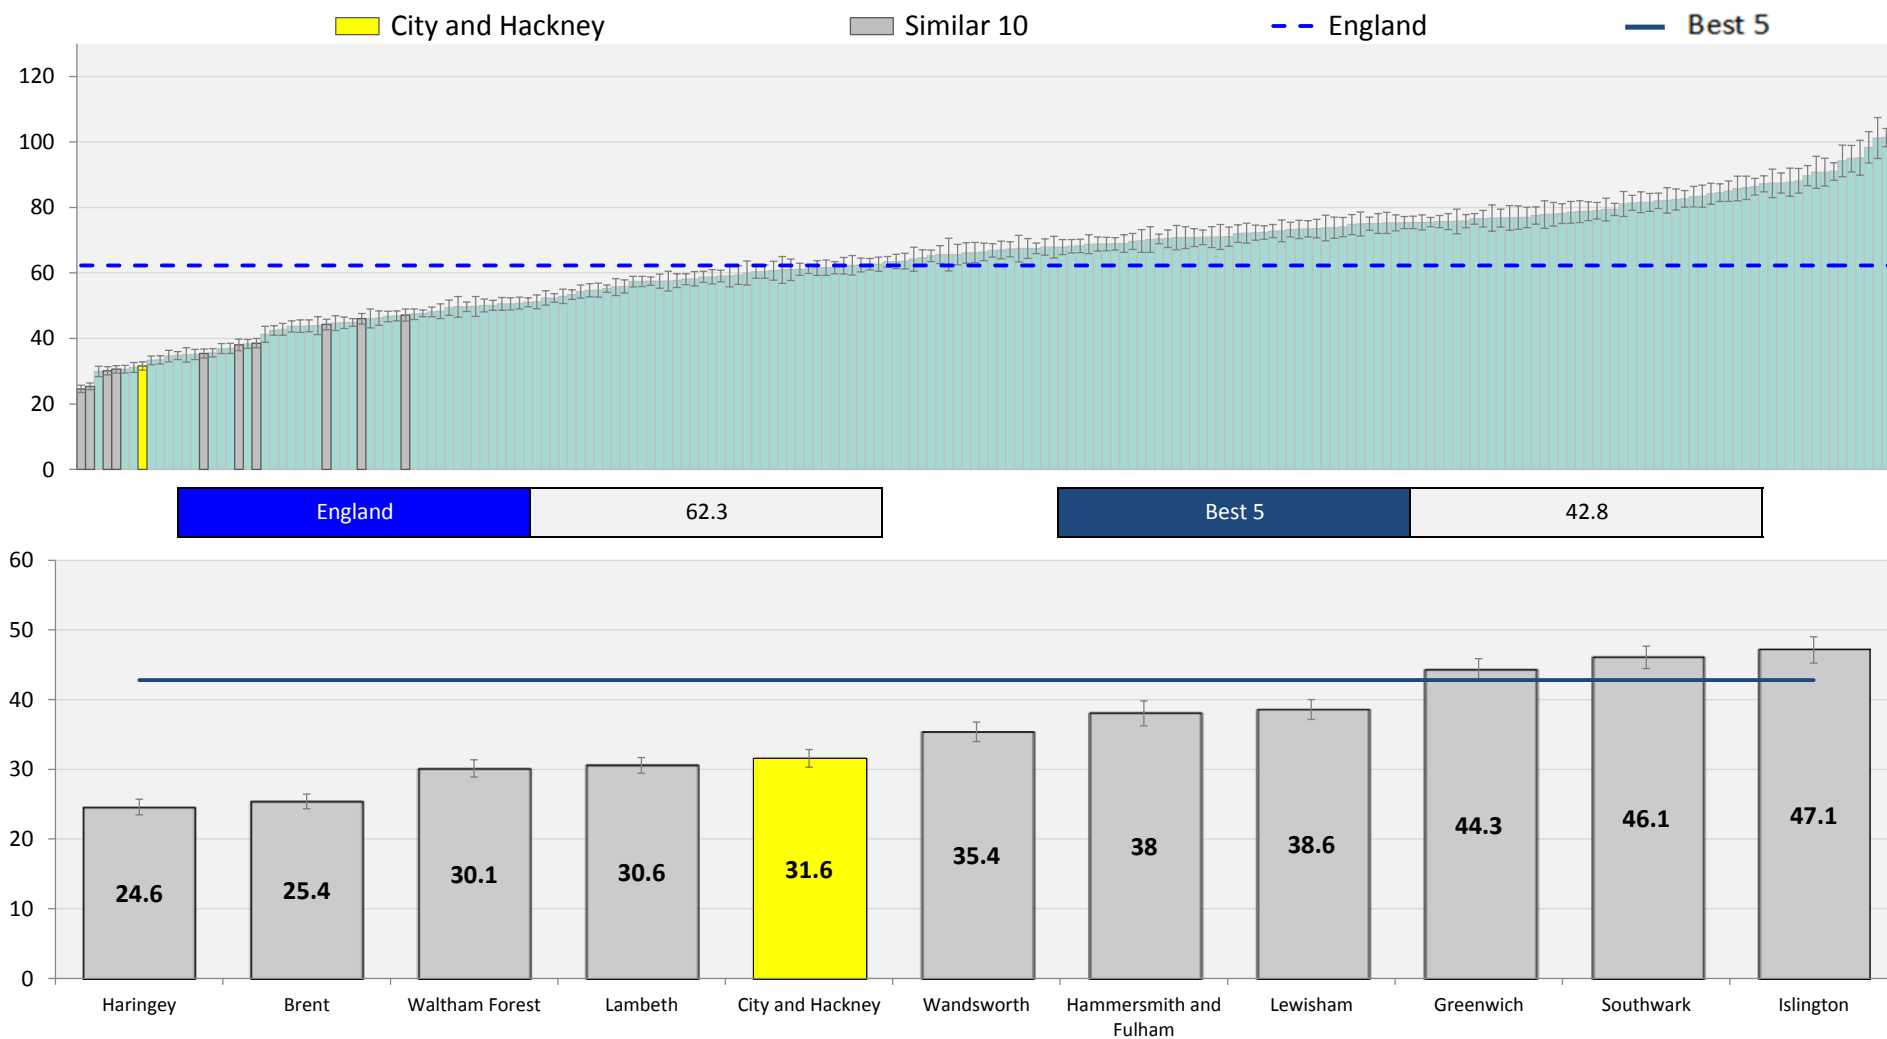 City and Hackney Similar 10 England Best 5
120
100
80
60
40
20
0
England 62.3 Best 5 42.8
60
50
40
30
20
10
0
24.6 25.4 30.1 30.6 31.6 35.4 38 38.6 44.3 46.1 47.1
Haringey Brent Waltham Forest Lambeth City and Hackney Wandsworth Hammersmith and Lewisham Greenwich Southwark Islington
Fulham